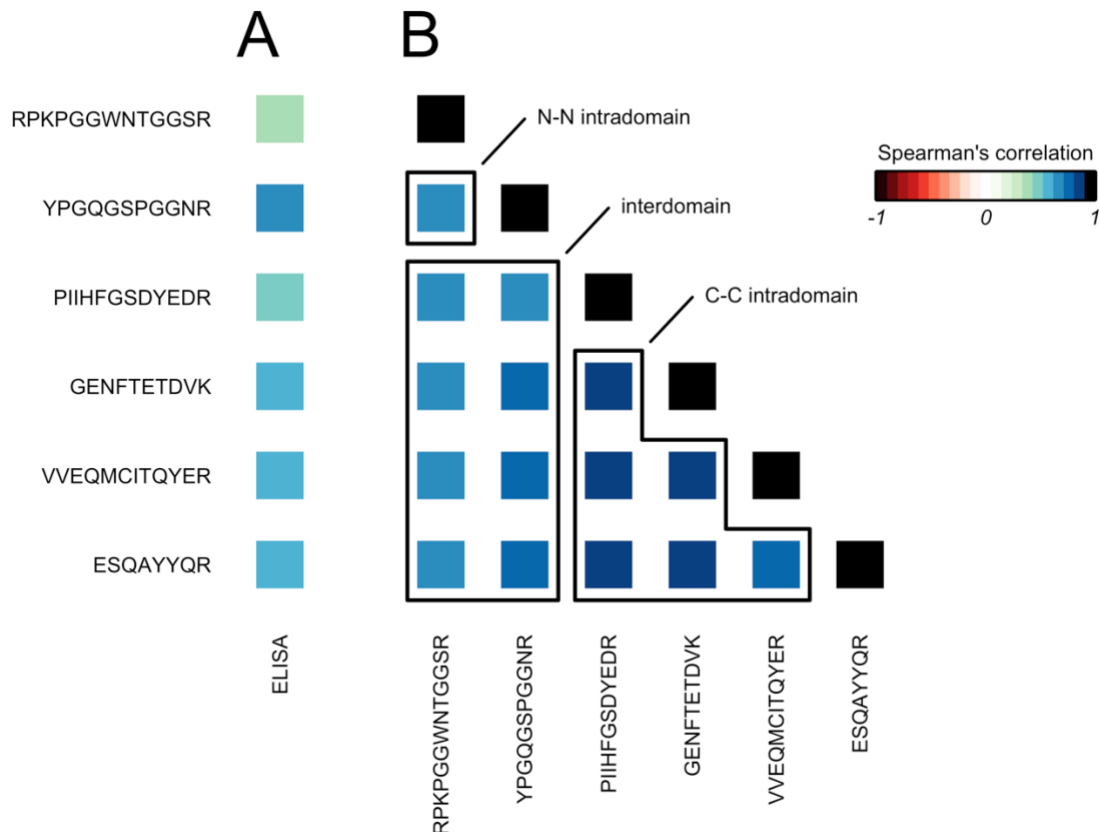 A
B
RPKPGGWNTGGSR
N-N intradomain
Spearman's correlation
-1
0
1
YPGQGSPGGNR
interdomain
PIIHFGSDYEDR
C-C intradomain
GENFTETDVK
VVEQMCITQYER
ESQAYYQR
ELISA
RPKPGGWNTGGSR
YPGQGSPGGNR
PIIHFGSDYEDR
GENFTETDVK
VVEQMCITQYER
ESQAYYQR